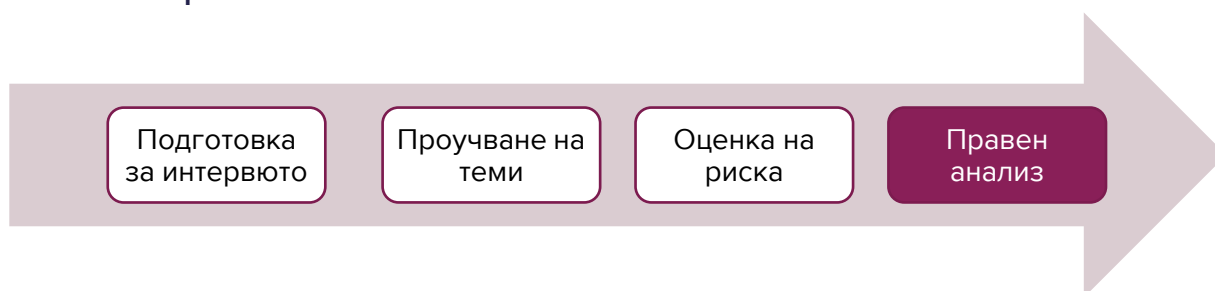 Подготовка
за интервюто
Проучване на
теми
Оценка на
риска
Правен
анализ